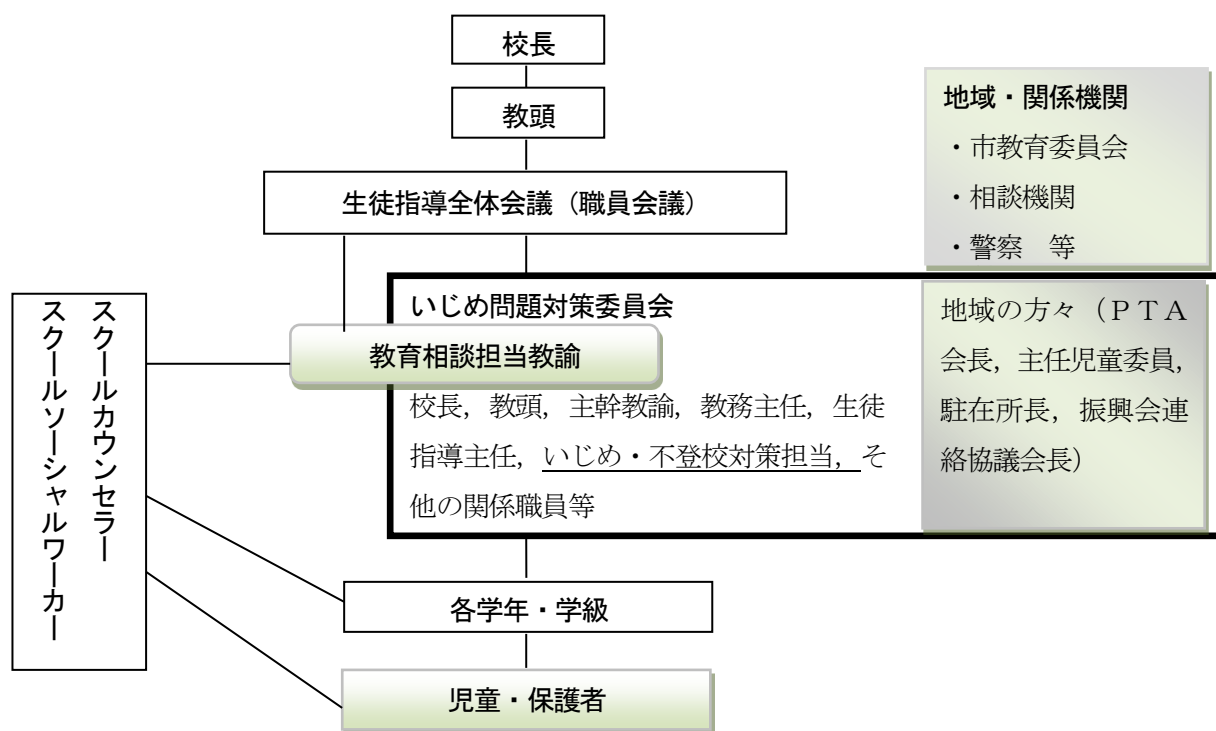 校長
教頭
生徒指導全体会議（職員会議）
地域・関係機関
・市教育委員会
・相談機関
・警察　等
スクールカウンセラー
スクールソーシャルワーカー
いじめ問題対策委員会
教育相談担当教諭
校長，教頭，主幹教諭，教務主任，生徒
指導主任，いじめ・不登校対策担当，そ
の他の関係職員等
地域の方々（ＰＴＡ
会長，主任児童委員，
駐在所長，振興会連
絡協議会長）
各学年・学級
児童・保護者